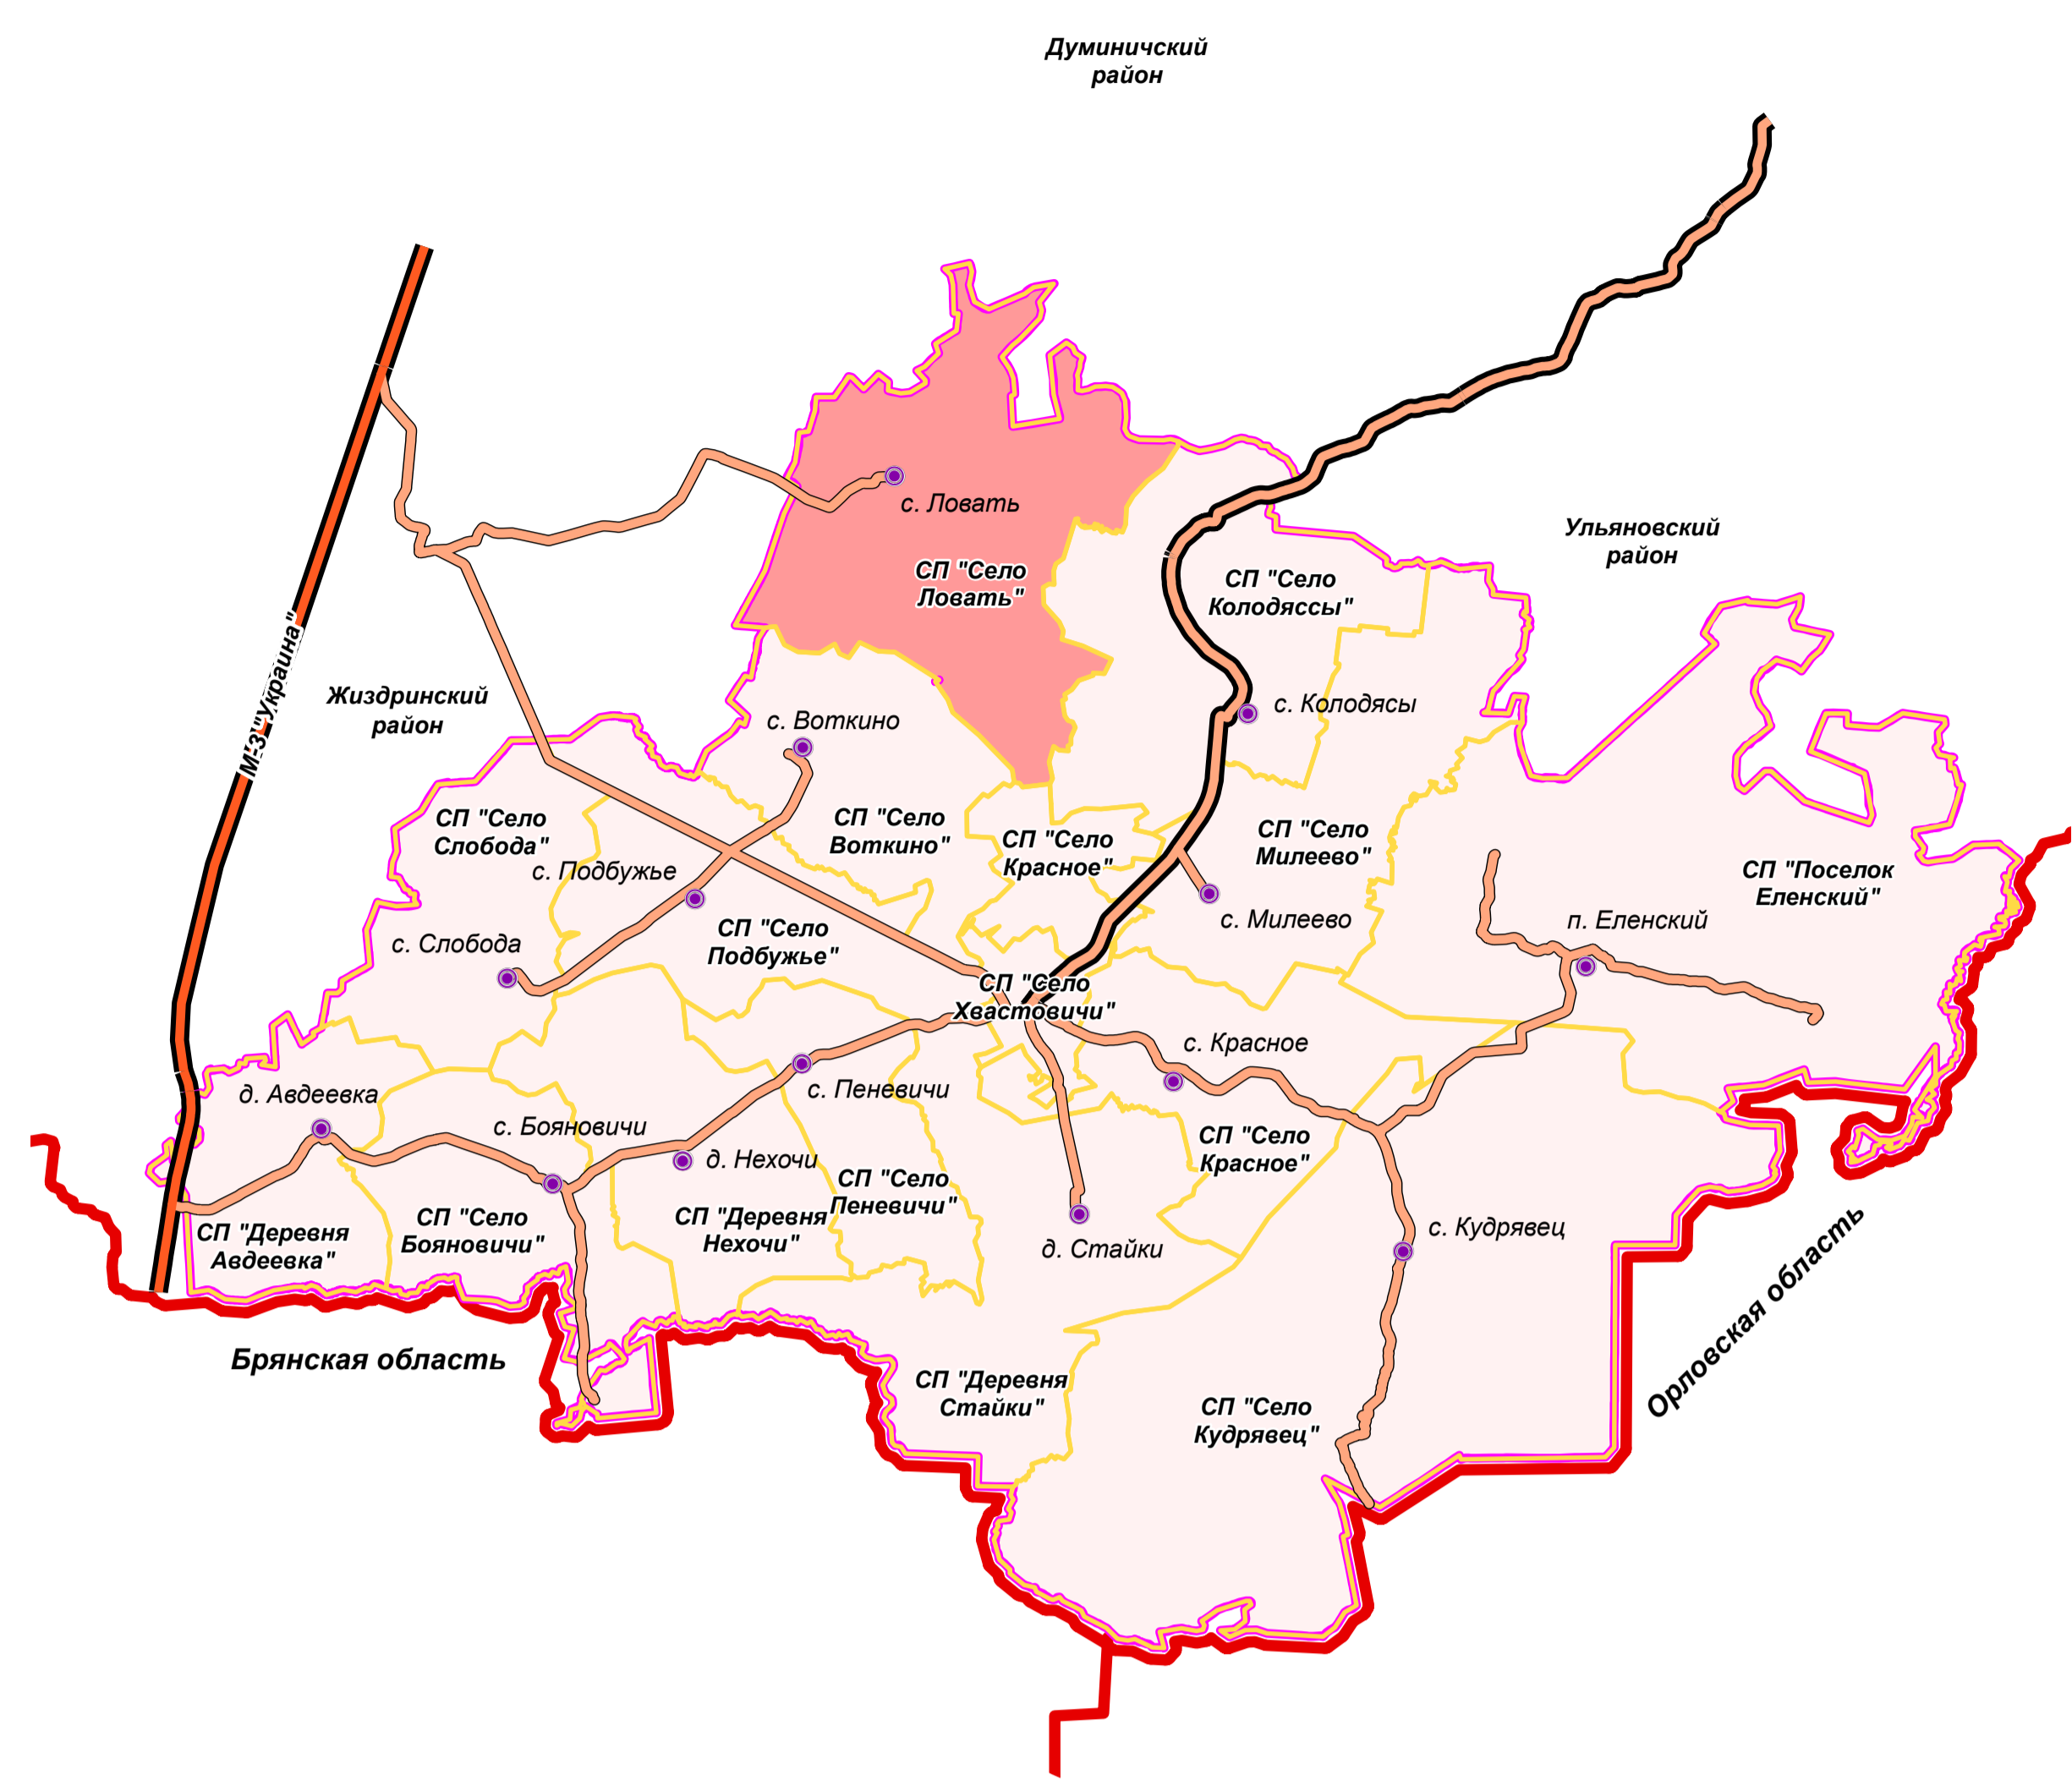 Думиничский
район
Ульяновский
район
с. Ловать
СП "Село
Ловать"
СП "Село
Колодяссы"
М-3"Украина"
Жиздринский
район
с. Воткино
с. Колодясы
СП "Село
Слобода"
СП "Село
Воткино"
СП "Село
Красное"
СП "Село
Милеево"
с. Подбужье
СП "Поселок
Еленский"
с. Милеево
п. Еленский
с. Слобода
СП "Село
Подбужье"
СП "Село
Хвастовичи"
с. Красное
д. Авдеевка
с. Пеневичи
с. Бояновичи
д. Нехочи
СП "Село
Красное"
СП "Село
Пеневичи"
СП "Деревня
Авдеевка"
СП "Село
Бояновичи"
СП "Деревня
Нехочи"
д. Стайки
с. Кудрявец
Орловская область
Брянская область
СП "Деревня
Стайки"
СП "Село
Кудрявец"